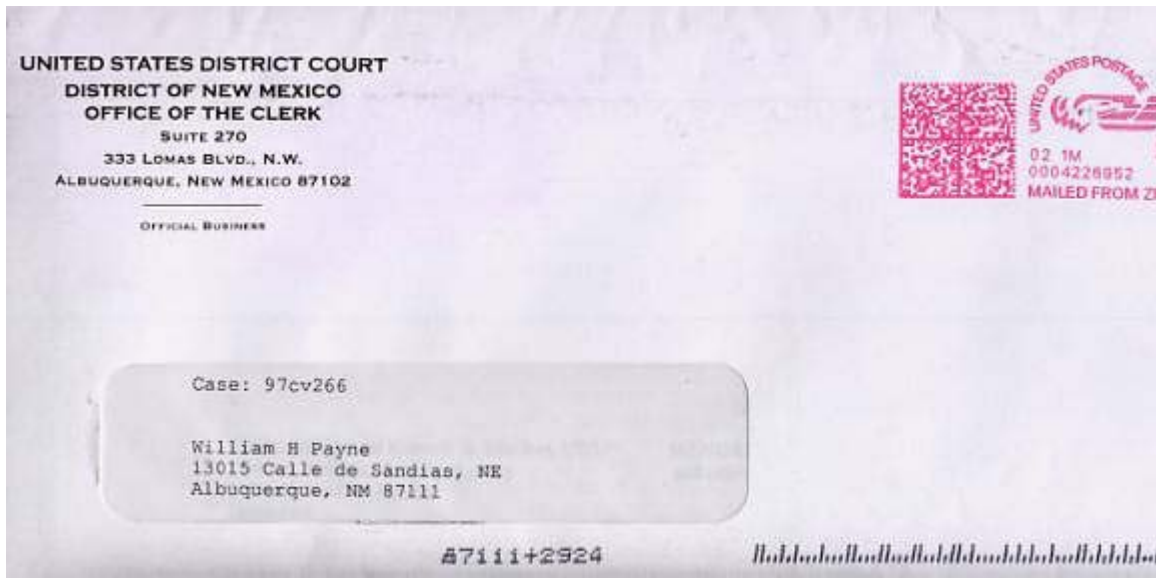 UNITED STATES DISTRICT COURT
DISTRICT OF NEW MEXICO
OFFICE OF THE CLERK
SUITE 270
333 LOMAS BLVD., N.W.
ALBUQUERQUE, NEW MEXICO 87102
OFFICIAL BUSINESS
UNITED STATES POSTAGE
02 1M
0004226952
MAILED FROM ZI
Case: 97cv266
William H Payne
13015 Calle de Sandias, NE
Albuquerque, NM 87111
87111+2924